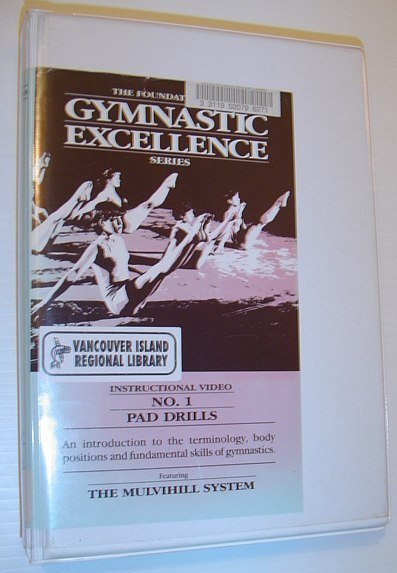 THE FOUNDAT
3 3119 02079 6271
GYMNASTIC
EXCELLENCE
SERIES
VANCOUVER ISLAND
REGIONAL LIBRARY
INSTRUCTIONAL VIDEO
NO. 1
PAD DRILLS
An introduction to the terminology, body
positions and fundamental skills of gymnastics.
Featuring
THE MULVIHILL SYSTEM